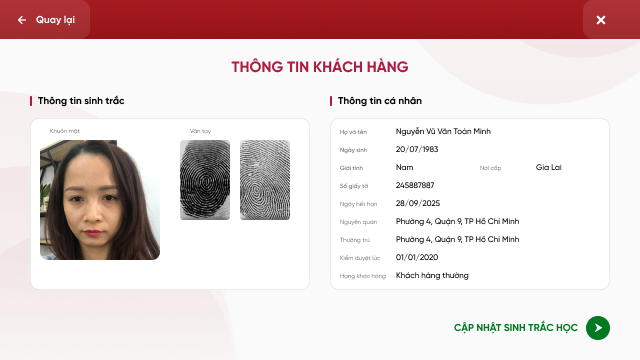 Quay lại
THÔNG TIN KHÁCH HÀNG
Thông tin sinh trắc
Khuôn mặt
Vân tay
Thông tin cá nhân
Họ và tên Nguyễn Vũ Văn Toàn Minh
Ngày sinh 20/07/1983
Giới tính Nam Nơi cấp Gia Lai
Số giấy tờ 245887887
Ngày hết hạn 28/09/2025
Nguyên quán Phường 4, Quận 9, TP Hồ Chí Minh
Thường trú Phường 4, Quận 9, TP Hồ Chí Minh
Kiểm duyệt lúc 01/01/2020
Hạng khác hàng Khách hàng thường
CẬP NHẬT SINH TRẮC HỌC